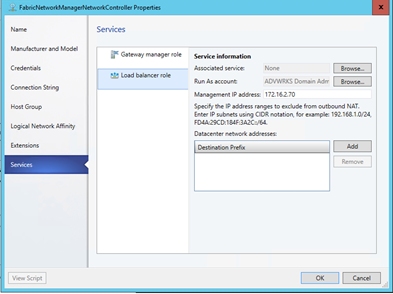 FabricNetworkManagerNetworkController Properties
Name
Manufacturer and Model
Credentials
Connection String
Host Group
Logical Network Affinity
Extensions
Services
Services
Gateway manager role
Load balancer role
Service information
Associated service: None Browse...
Run As account: ADVWRKS Domain Admi Browse...
Management IP address: 172.16.2.70
Specify the IP address ranges to exclude from outbound NAT.
Enter IP subnets using CIDR notation, for example: 192.168.1.0/24,
FD4A:29CD:184F:3A2C::/64.
Datacenter network addresses:
Destination Prefix
Add
Remove
View Script
OK
Cancel